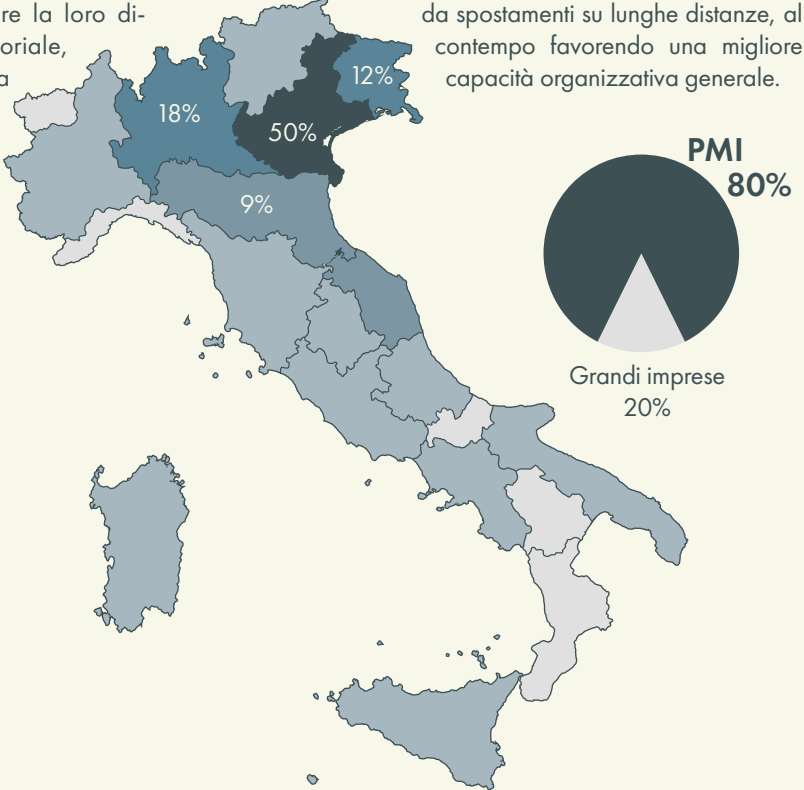 re la loro di-
oriale,
a
da spostamenti su lunghe distanze, al
contempo favorendo una migliore
capacità organizzativa generale.
12%
18%
50%
9%
PMI
80%
Grandi imprese
20%